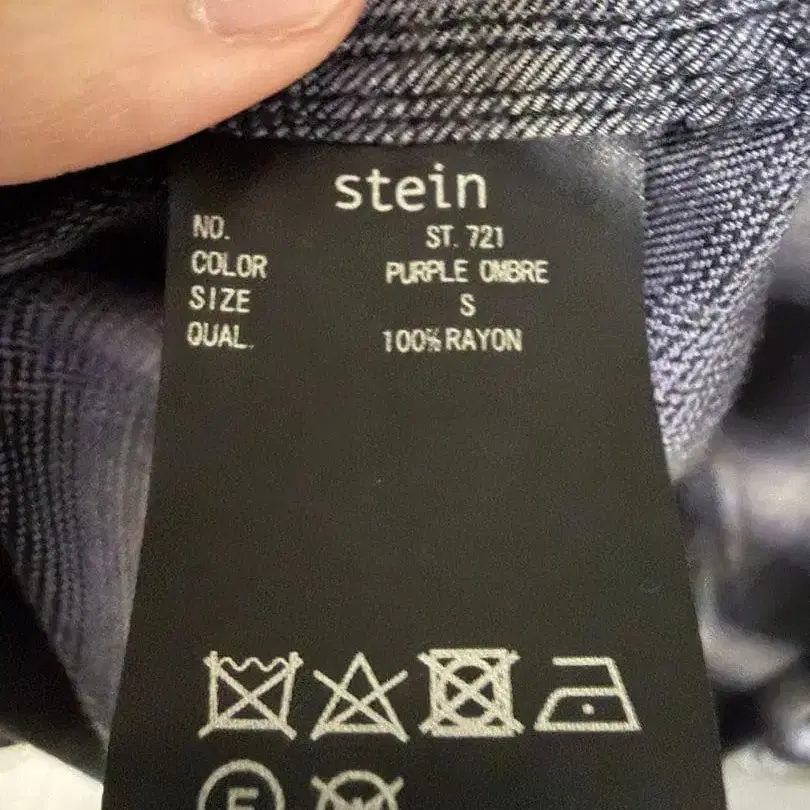 stein
NO. ST. 721
COLOR PURPLE OMBRE
SIZE S
QUAL. 100% RAYON
F W